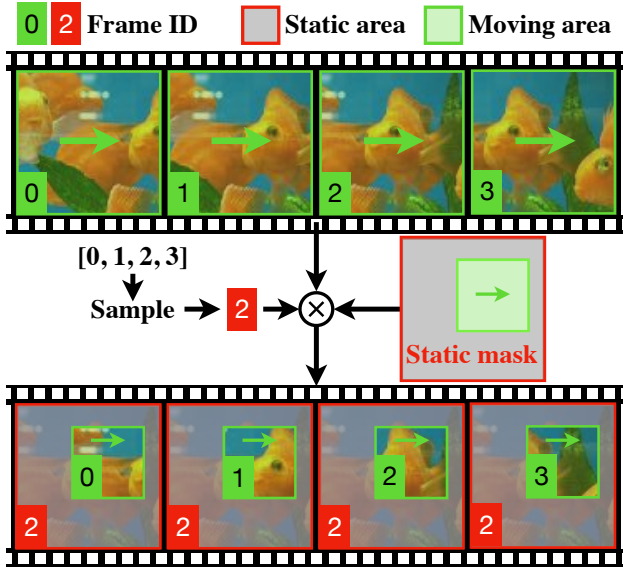 0 2 Frame ID Static area Moving area
0 1 2 3
[0, 1, 2, 3]
Sample 2
Static mask
0 1 2 3
2 2 2 2